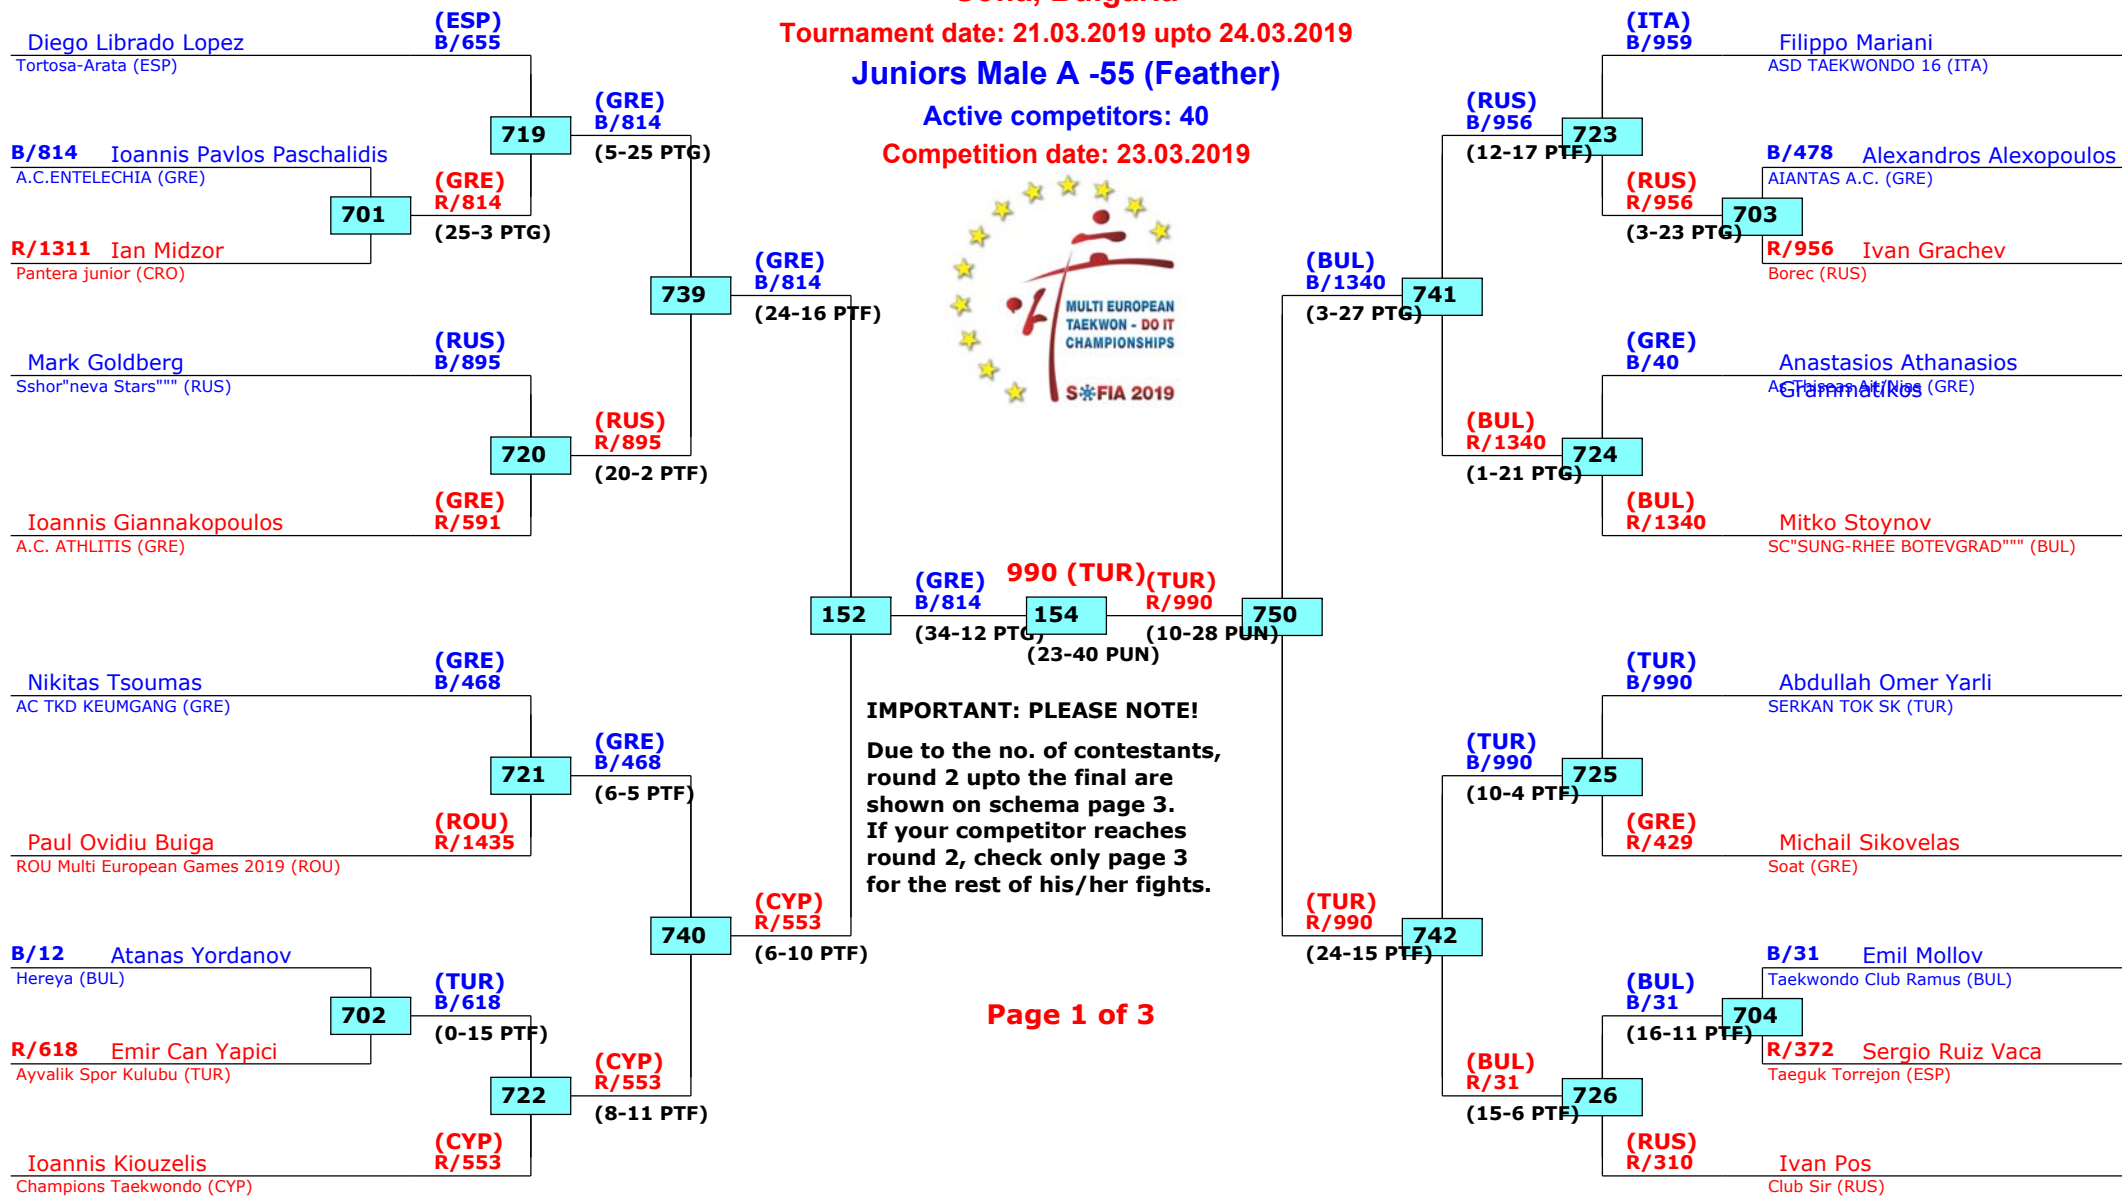 Sofia, Bulgaria
Tournament date: 21.03.2019 upto 24.03.2019
Juniors Male A -55 (Feather)
Active competitors: 40
Competition date: 23.03.2019
MULTI EUROPEAN
TAEKWON - DO IT
CHAMPIONSHIPS
S FIA 2019
(ESP)
Diego Librado Lopez B/655
Tortosa-Arata (ESP)
719
(GRE)
B/814
(5-25 PTG)
B/814 Ioannis Pavlos Paschalidis
A.C.ENTELECHIA (GRE)
701
(GRE)
R/814
(25-3 PTG)
R/1311 Ian Midzor
Pantera junior (CRO)
739
(GRE)
B/814
(24-16 PTF)
(RUS)
Mark Goldberg B/895
Sshor"neva Stars""" (RUS)
720
(RUS)
R/895
(20-2 PTF)
(GRE)
Ioannis Giannakopoulos R/591
A.C. ATHLITIS (GRE)
152
(GRE)
B/814
(34-12 PTG)
990 (TUR)
154
(23-40 PUN)
(TUR)
R/990
(10-28 PUN)
750
(GRE)
Nikitas Tsoumas B/468
AC TKD KEUMGANG (GRE)
721
(GRE)
B/468
(6-5 PTF)
(ROU)
Paul Ovidiu Buiga R/1435
ROU Multi European Games 2019 (ROU)
740
(CYP)
R/553
(6-10 PTF)
B/12 Atanas Yordanov
Hereya (BUL)
702
(TUR)
B/618
(0-15 PTF)
R/618 Emir Can Yapici
Ayvalik Spor Kulubu (TUR)
722
(CYP)
R/553
(8-11 PTF)
(CYP)
Ioannis Kiouzelis R/553
Champions Taekwondo (CYP)
IMPORTANT: PLEASE NOTE!
Due to the no. of contestants,
round 2 upto the final are
shown on schema page 3.
If your competitor reaches
round 2, check only page 3
for the rest of his/her fights.
Page 1 of 3
(ITA)
B/959 Filippo Mariani
ASD TAEKWONDO 16 (ITA)
(RUS)
B/956
(12-17 PTF)
723
B/478 Alexandros Alexopoulos
AIANTAS A.C. (GRE)
(RUS)
R/956
(3-23 PTG)
703
R/956 Ivan Grachev
Borec (RUS)
(BUL)
B/1340
(3-27 PTG)
741
(GRE)
B/40 Anastasios Athanasios
Grammatikos
(GRE)
(BUL)
R/1340
(1-21 PTG)
724
(BUL)
R/1340 Mitko Stoynov
SC"SUNG-RHEE BOTEVGRAD""" (BUL)
(TUR)
B/990 Abdullah Omer Yarli
SERKAN TOK SK (TUR)
(TUR)
B/990
(10-4 PTF)
725
(GRE)
R/429 Michail Sikovelas
Soat (GRE)
(TUR)
R/990
(24-15 PTF)
742
B/31 Emil Mollov
Taekwondo Club Ramus (BUL)
(BUL)
B/31
(16-11 PTF)
704
R/372 Sergio Ruiz Vaca
Taeguk Torrejon (ESP)
(BUL)
R/31
(15-6 PTF)
726
(RUS)
R/310 Ivan Pos
Club Sir (RUS)